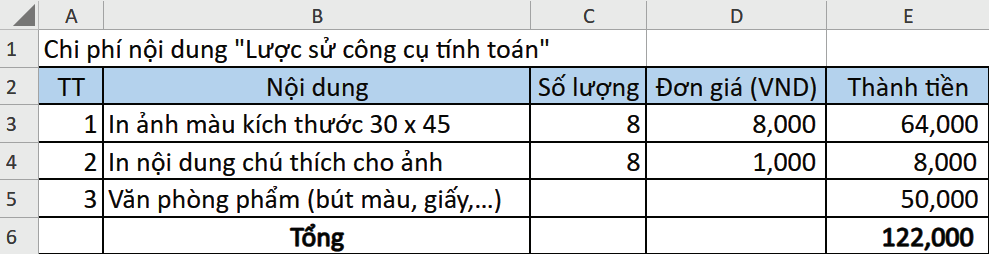 A B C D E
1 Chi phí nội dung "Lược sử công cụ tính toán"
2 TT Nội dung Số lượng Đơn giá (VND) Thành tiền
3 1 In ảnh màu kích thước 30 x 45 8 8,000 64,000
4 2 In nội dung chú thích cho ảnh 8 1,000 8,000
5 3 Văn phòng phẩm (bút màu, giấy,...) 50,000
6 Tổng 122,000